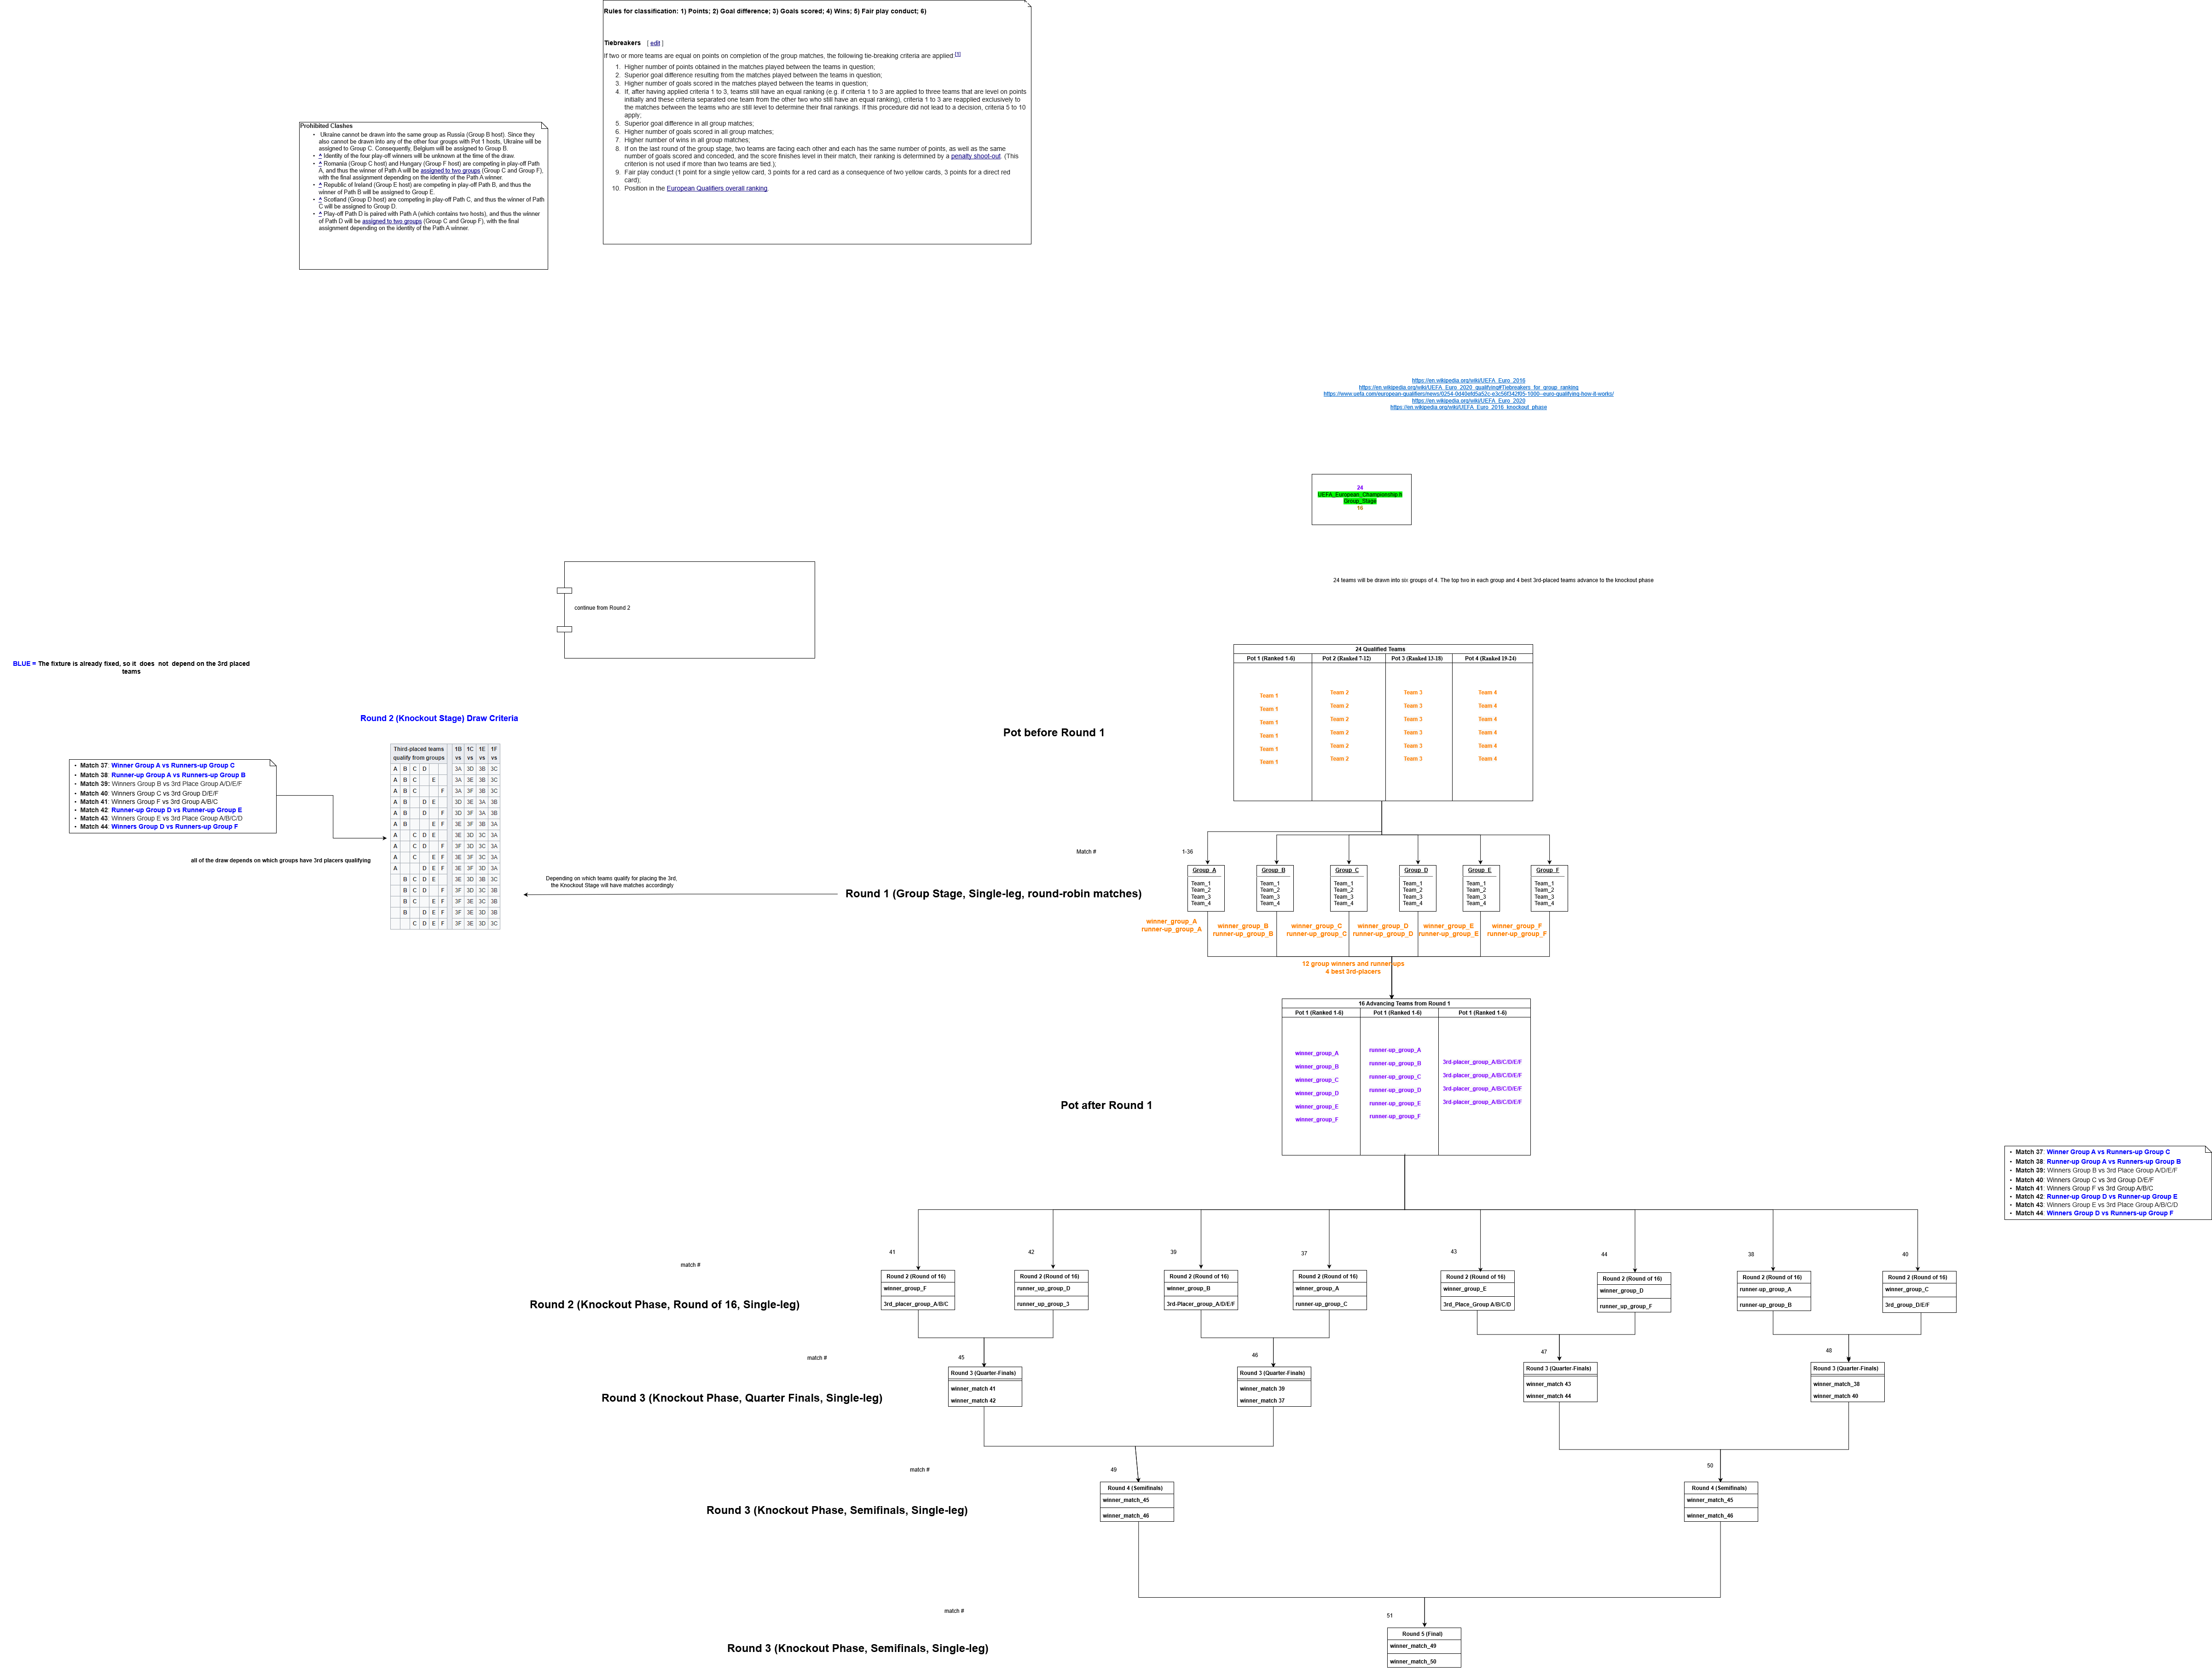 Rules for classification: 1) Points; 2) Goal difference; 3) Goals scored; 4) Wins; 5) Fair play conduct; 6)
Tiebreakers [ edit ]
If two or more teams are equal on points on completion of the group matches, the following tie-breaking criteria are applied:[1]
1. Higher number of points obtained in the matches played between the teams in question;
2. Superior goal difference resulting from the matches played between the teams in question;
3. Higher number of goals scored in the matches played between the teams in question;
4. If, after having applied criteria 1 to 3, teams still have an equal ranking (e.g. if criteria 1 to 3 are applied to three teams that are level on points
initially and these criteria separated one team from the other two who still have an equal ranking), criteria 1 to 3 are reapplied exclusively to
the matches between the teams who are still level to determine their final rankings. If this procedure did not lead to a decision, criteria 5 to 10
apply;
5. Superior goal difference in all group matches;
6. Higher number of goals scored in all group matches;
7. Higher number of wins in all group matches;
8. If on the last round of the group stage, two teams are facing each other and each has the same number of points, as well as the same
number of goals scored and conceded, and the score finishes level in their match, their ranking is determined by a penalty shoot-out. (This
criterion is not used if more than two teams are tied.);
9. Fair play conduct (1 point for a single yellow card, 3 points for a red card as a consequence of two yellow cards, 3 points for a direct red
card);
10. Position in the European Qualifiers overall ranking.
Prohibited Clashes
• Ukraine cannot be drawn into the same group as Russia (Group B host). Since they
also cannot be drawn into any of the other four groups with Pot 1 hosts, Ukraine will be
assigned to Group C. Consequently, Belgium will be assigned to Group B.
• ^ Identity of the four play-off winners will be unknown at the time of the draw.
• ^ Romania (Group C host) and Hungary (Group F host) are competing in play-off Path
A, and thus the winner of Path A will be assigned to two groups (Group C and Group F),
with the final assignment depending on the identity of the Path A winner.
• ^ Republic of Ireland (Group E host) are competing in play-off Path B, and thus the
winner of Path B will be assigned to Group E.
• ^ Scotland (Group D host) are competing in play-off Path C, and thus the winner of Path
C will be assigned to Group D.
• ^ Play-off Path D is paired with Path A (which contains two hosts), and thus the winner
of Path D will be assigned to two groups (Group C and Group F), with the final
assignment depending on the identity of the Path A winner.
https://en.wikipedia.org/wiki/UEFA_Euro_2016
https://en.wikipedia.org/wiki/UEFA_Euro_2020_qualifying#Tiebreakers_for_group_ranking
https://en.wikipedia.org/wiki/UEFA_Euro_2020
https://en.wikipedia.org/wiki/UEFA_Euro_2016_knockout_phase
24
Group_Stage
16
24 teams will be drawn into six groups of 4. The top two in each group and 4 best 3rd-placed teams advance to the knockout phase
continue from Round 2
BLUE = The fixture is already fixed, so it does not depend on the 3rd placed
teams
24 Qualified Teams
Pot 1 (Ranked 1-6) Pot 2 (Ranked 7-12) Pot 3 (Ranked 13-18) Pot 4 (Ranked 19-24)
Team 1 Team 2 Team 3 Team 4
Team 1 Team 2 Team 3 Team 4
Team 1 Team 2 Team 3 Team 4
Team 1 Team 2 Team 3 Team 4
Team 1 Team 2 Team 3 Team 4
Team 1 Team 2 Team 3 Team 4
Pot before Round 1
Round 2 (Knockout Stage) Draw Criteria
Third-placed teams 1B 1C 1E 1F
qualify from groups vs vs vs vs
A B C D 3A 3D 3B 3C
A B C E 3A 3E 3B 3C
A B C F 3A 3F 3B 3C
A B D E 3D 3E 3A 3B
A B D F 3D 3F 3A 3B
A B E F 3E 3F 3B 3A
A C D E 3E 3D 3C 3A
A C D F 3F 3D 3C 3A
A C E F 3E 3F 3C 3A
A D E F 3E 3F 3D 3A
B C D E 3E 3D 3B 3C
B C D F 3F 3D 3C 3B
B C E F 3F 3E 3C 3B
B D E F 3F 3E 3D 3B
C D E F 3F 3E 3D 3C
• Match 37: Winner Group A vs Runners-up Group C
• Match 38: Runner-up Group A vs Runners-up Group B
• Match 39: Winners Group B vs 3rd Place Group A/D/E/F
• Match 40: Winners Group C vs 3rd Group D/E/F
• Match 41: Winners Group F vs 3rd Group A/B/C
• Match 42: Runner-up Group D vs Runner-up Group E
• Match 43: Winners Group E vs 3rd Place Group A/B/C/D
• Match 44: Winners Group D vs Runners-up Group F
all of the draw depends on which groups have 3rd placers qualifying
Depending on which teams qualify for placing the 3rd,
the Knockout Stage will have matches accordingly
Match # 1-36
Round 1 (Group Stage, Single-leg, round-robin matches)
Group_A Group_B Group_C Group_D Group_E Group_F
Team_1 Team_1 Team_1 Team_1 Team_1 Team_1
Team_2 Team_2 Team_2 Team_2 Team_2 Team_2
Team_3 Team_3 Team_3 Team_3 Team_3 Team_3
Team_4 Team_4 Team_4 Team_4 Team_4 Team_4
winner_group_A winner_group_B winner_group_C winner_group_D winner_group_E winner_group_F
runner-up_group_A runner-up_group_B runner-up_group_C runner-up_group_D runner-up_group_E runner-up_group_F
12 group winners and runner-ups
4 best 3rd-placers
16 Advancing Teams from Round 1
Pot 1 (Ranked 1-6) Pot 1 (Ranked 1-6) Pot 1 (Ranked 1-6)
winner_group_A runner-up_group_A 3rd-placer_group_A/B/C/D/E/F
winner_group_B runner-up_group_B 3rd-placer_group_A/B/C/D/E/F
winner_group_C runner-up_group_C 3rd-placer_group_A/B/C/D/E/F
winner_group_D runner-up_group_D 3rd-placer_group_A/B/C/D/E/F
winner_group_E runner-up_group_E
winner_group_F runner-up_group_F
Pot after Round 1
• Match 37: Winner Group A vs Runners-up Group C
• Match 38: Runner-up Group A vs Runners-up Group B
• Match 39: Winners Group B vs 3rd Place Group A/D/E/F
• Match 40: Winners Group C vs 3rd Group D/E/F
• Match 41: Winners Group F vs 3rd Group A/B/C
• Match 42: Runner-up Group D vs Runner-up Group E
• Match 43: Winners Group E vs 3rd Place Group A/B/C/D
• Match 44: Winners Group D vs Runners-up Group F
match # 41 42 39 37 43 44 38 40
Round 2 (Knockout Phase, Round of 16, Single-leg)
Round 2 (Round of 16) Round 2 (Round of 16) Round 2 (Round of 16) Round 2 (Round of 16) Round 2 (Round of 16) Round 2 (Round of 16) Round 2 (Round of 16) Round 2 (Round of 16)
winner_group_F runner_up_group_D winner_group_B winner_group_A winner_group_E winner_group_D runner-up_group_A winner_group_C
3rd_placer_group_A/B/C runner_up_group_3 3rd-Placer_group_A/D/E/F runner-up_group_C 3rd_Place_Group A/B/C/D runner_up_group_F runner-up_group_B 3rd_group_D/E/F
match # 45 46 47 48
Round 3 (Knockout Phase, Quarter Finals, Single-leg)
Round 3 (Quarter-Finals) Round 3 (Quarter-Finals) Round 3 (Quarter-Finals) Round 3 (Quarter-Finals)
winner_match 41 winner_match 39 winner_match 43 winner_match_38
winner_match 42 winner_match 37 winner_match 44 winner_match 40
match # 49 50
Round 3 (Knockout Phase, Semifinals, Single-leg)
Round 4 (Semifinals) Round 4 (Semifinals)
winner_match_45 winner_match_45
winner_match_46 winner_match_46
match # 51
Round 3 (Knockout Phase, Semifinals, Single-leg)
Round 5 (Final)
winner_match_49
winner_match_50